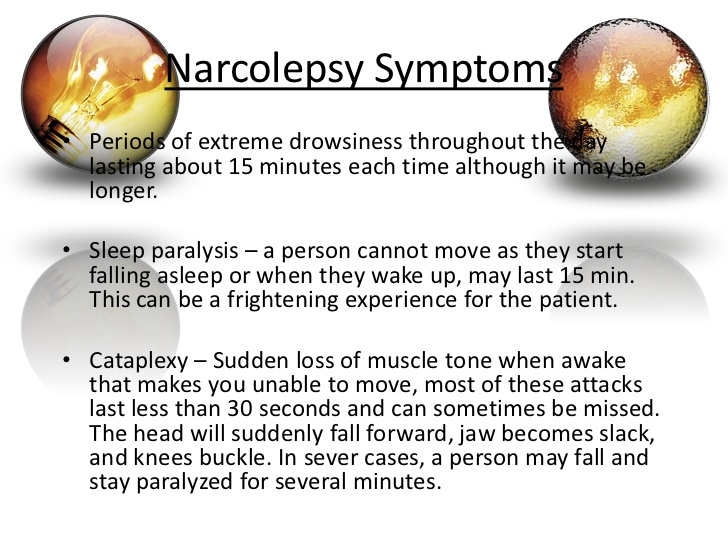 Narcolepsy Symptoms
• Periods of extreme drowsiness throughout the day
lasting about 15 minutes each time although it may be
longer.
• Sleep paralysis – a person cannot move as they start
falling asleep or when they wake up, may last 15 min.
This can be a frightening experience for the patient.
• Cataplexy – Sudden loss of muscle tone when awake
that makes you unable to move, most of these attacks
last less than 30 seconds and can sometimes be missed.
The head will suddenly fall forward, jaw becomes slack,
and knees buckle. In sever cases, a person may fall and
stay paralyzed for several minutes.